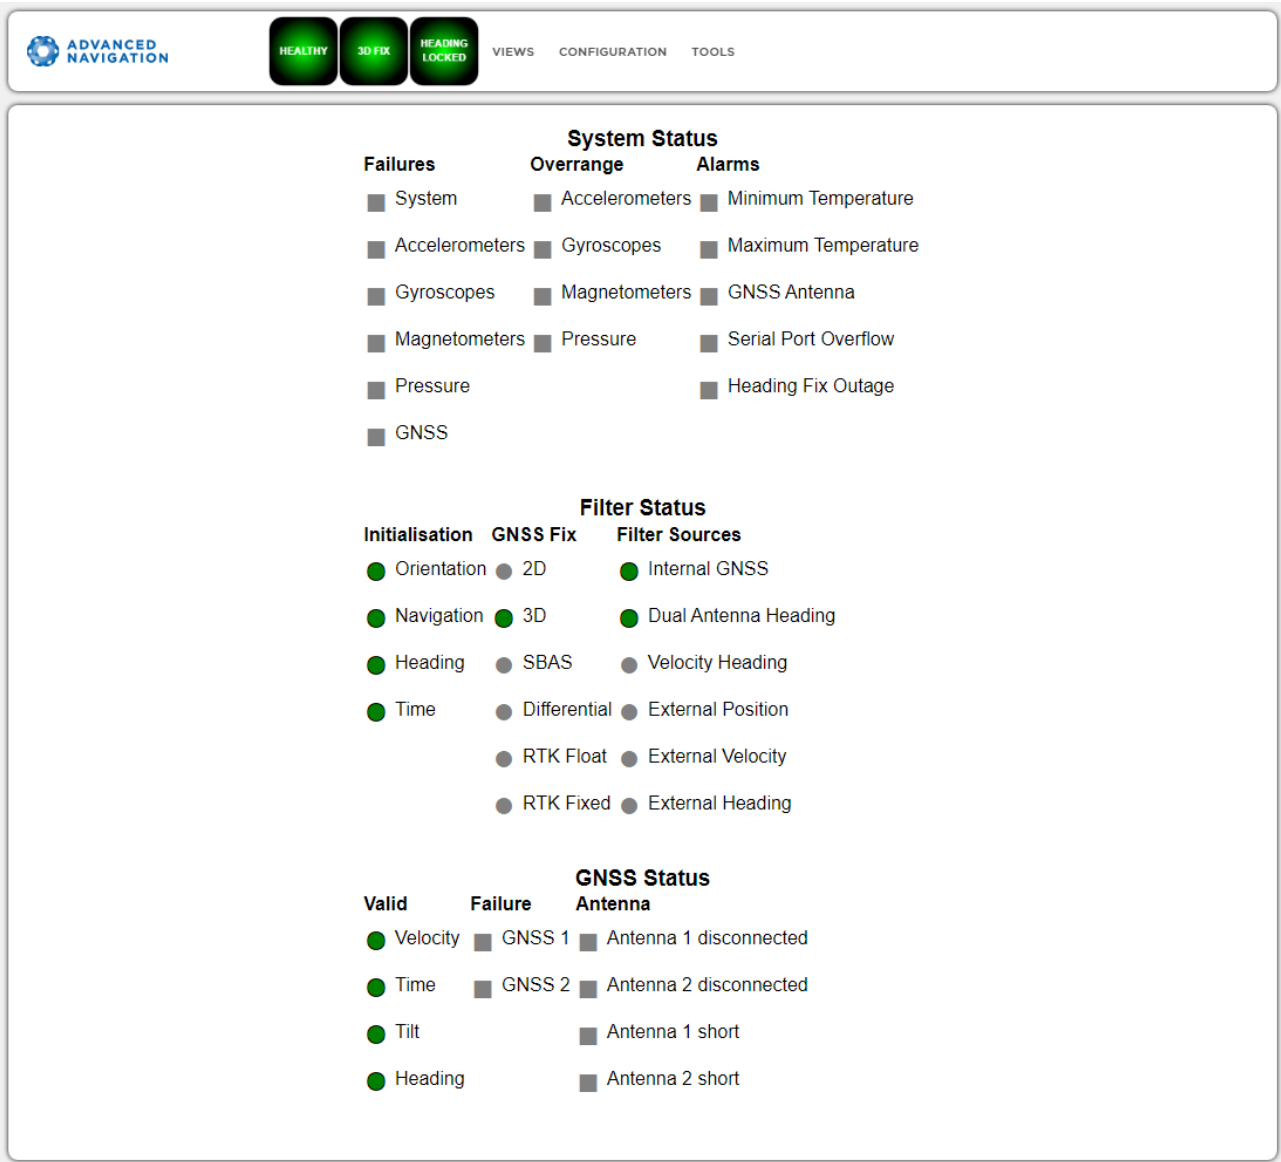 ADVANCED
NAVIGATION
HEALTHY
3D FIX
HEADING
LOCKED
VIEWS CONFIGURATION TOOLS
System Status
Failures Overrange Alarms
System Accelerometers Minimum Temperature
Accelerometers Gyroscopes Maximum Temperature
Gyroscopes Magnetometers GNSS Antenna
Magnetometers Pressure Serial Port Overflow
Pressure Heading Fix Outage
GNSS
Filter Status
Initialisation GNSS Fix Filter Sources
Orientation 2D Internal GNSS
Navigation 3D Dual Antenna Heading
Heading SBAS Velocity Heading
Time Differential External Position
RTK Float External Velocity
RTK Fixed External Heading
GNSS Status
Valid Failure Antenna
Velocity GNSS 1 Antenna 1 disconnected
Time GNSS 2 Antenna 2 disconnected
Tilt Antenna 1 short
Heading Antenna 2 short